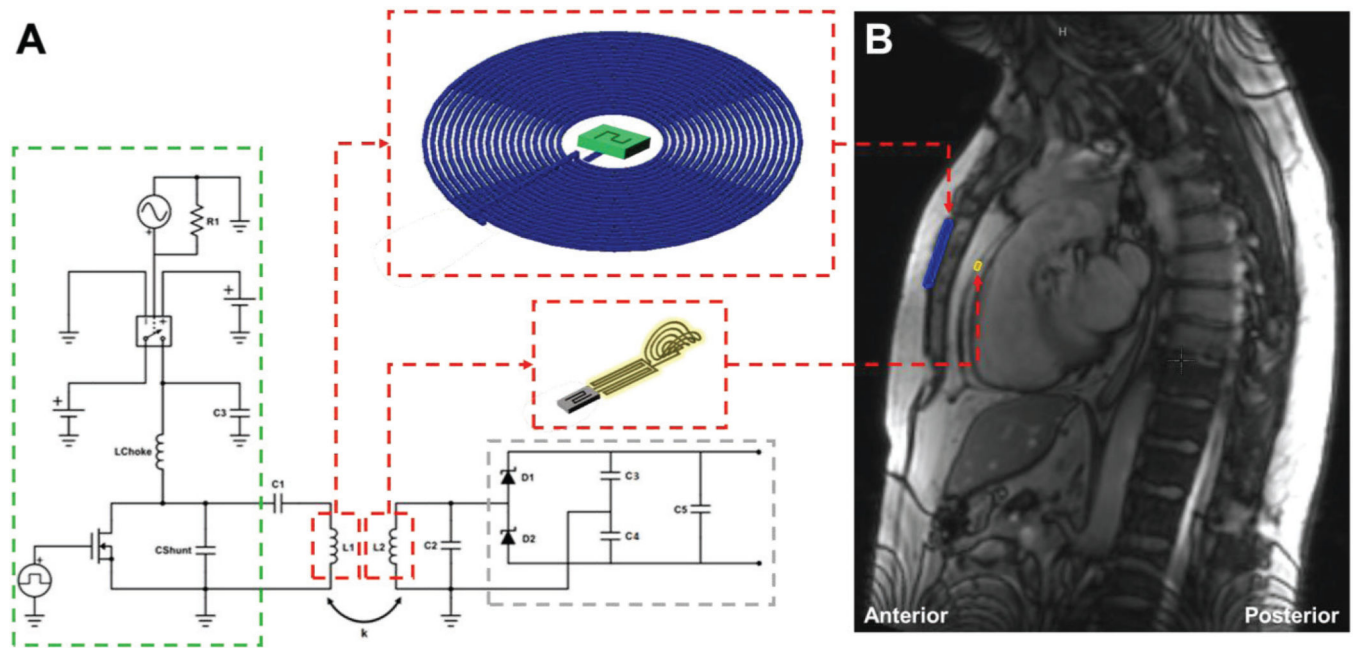 A
B
H
R1
+
+
+
+
C3
LChoke
C1
D1
C3
C5
L1
L2
C2
D2
C4
CShunt
+
k
Anterior
Posterior